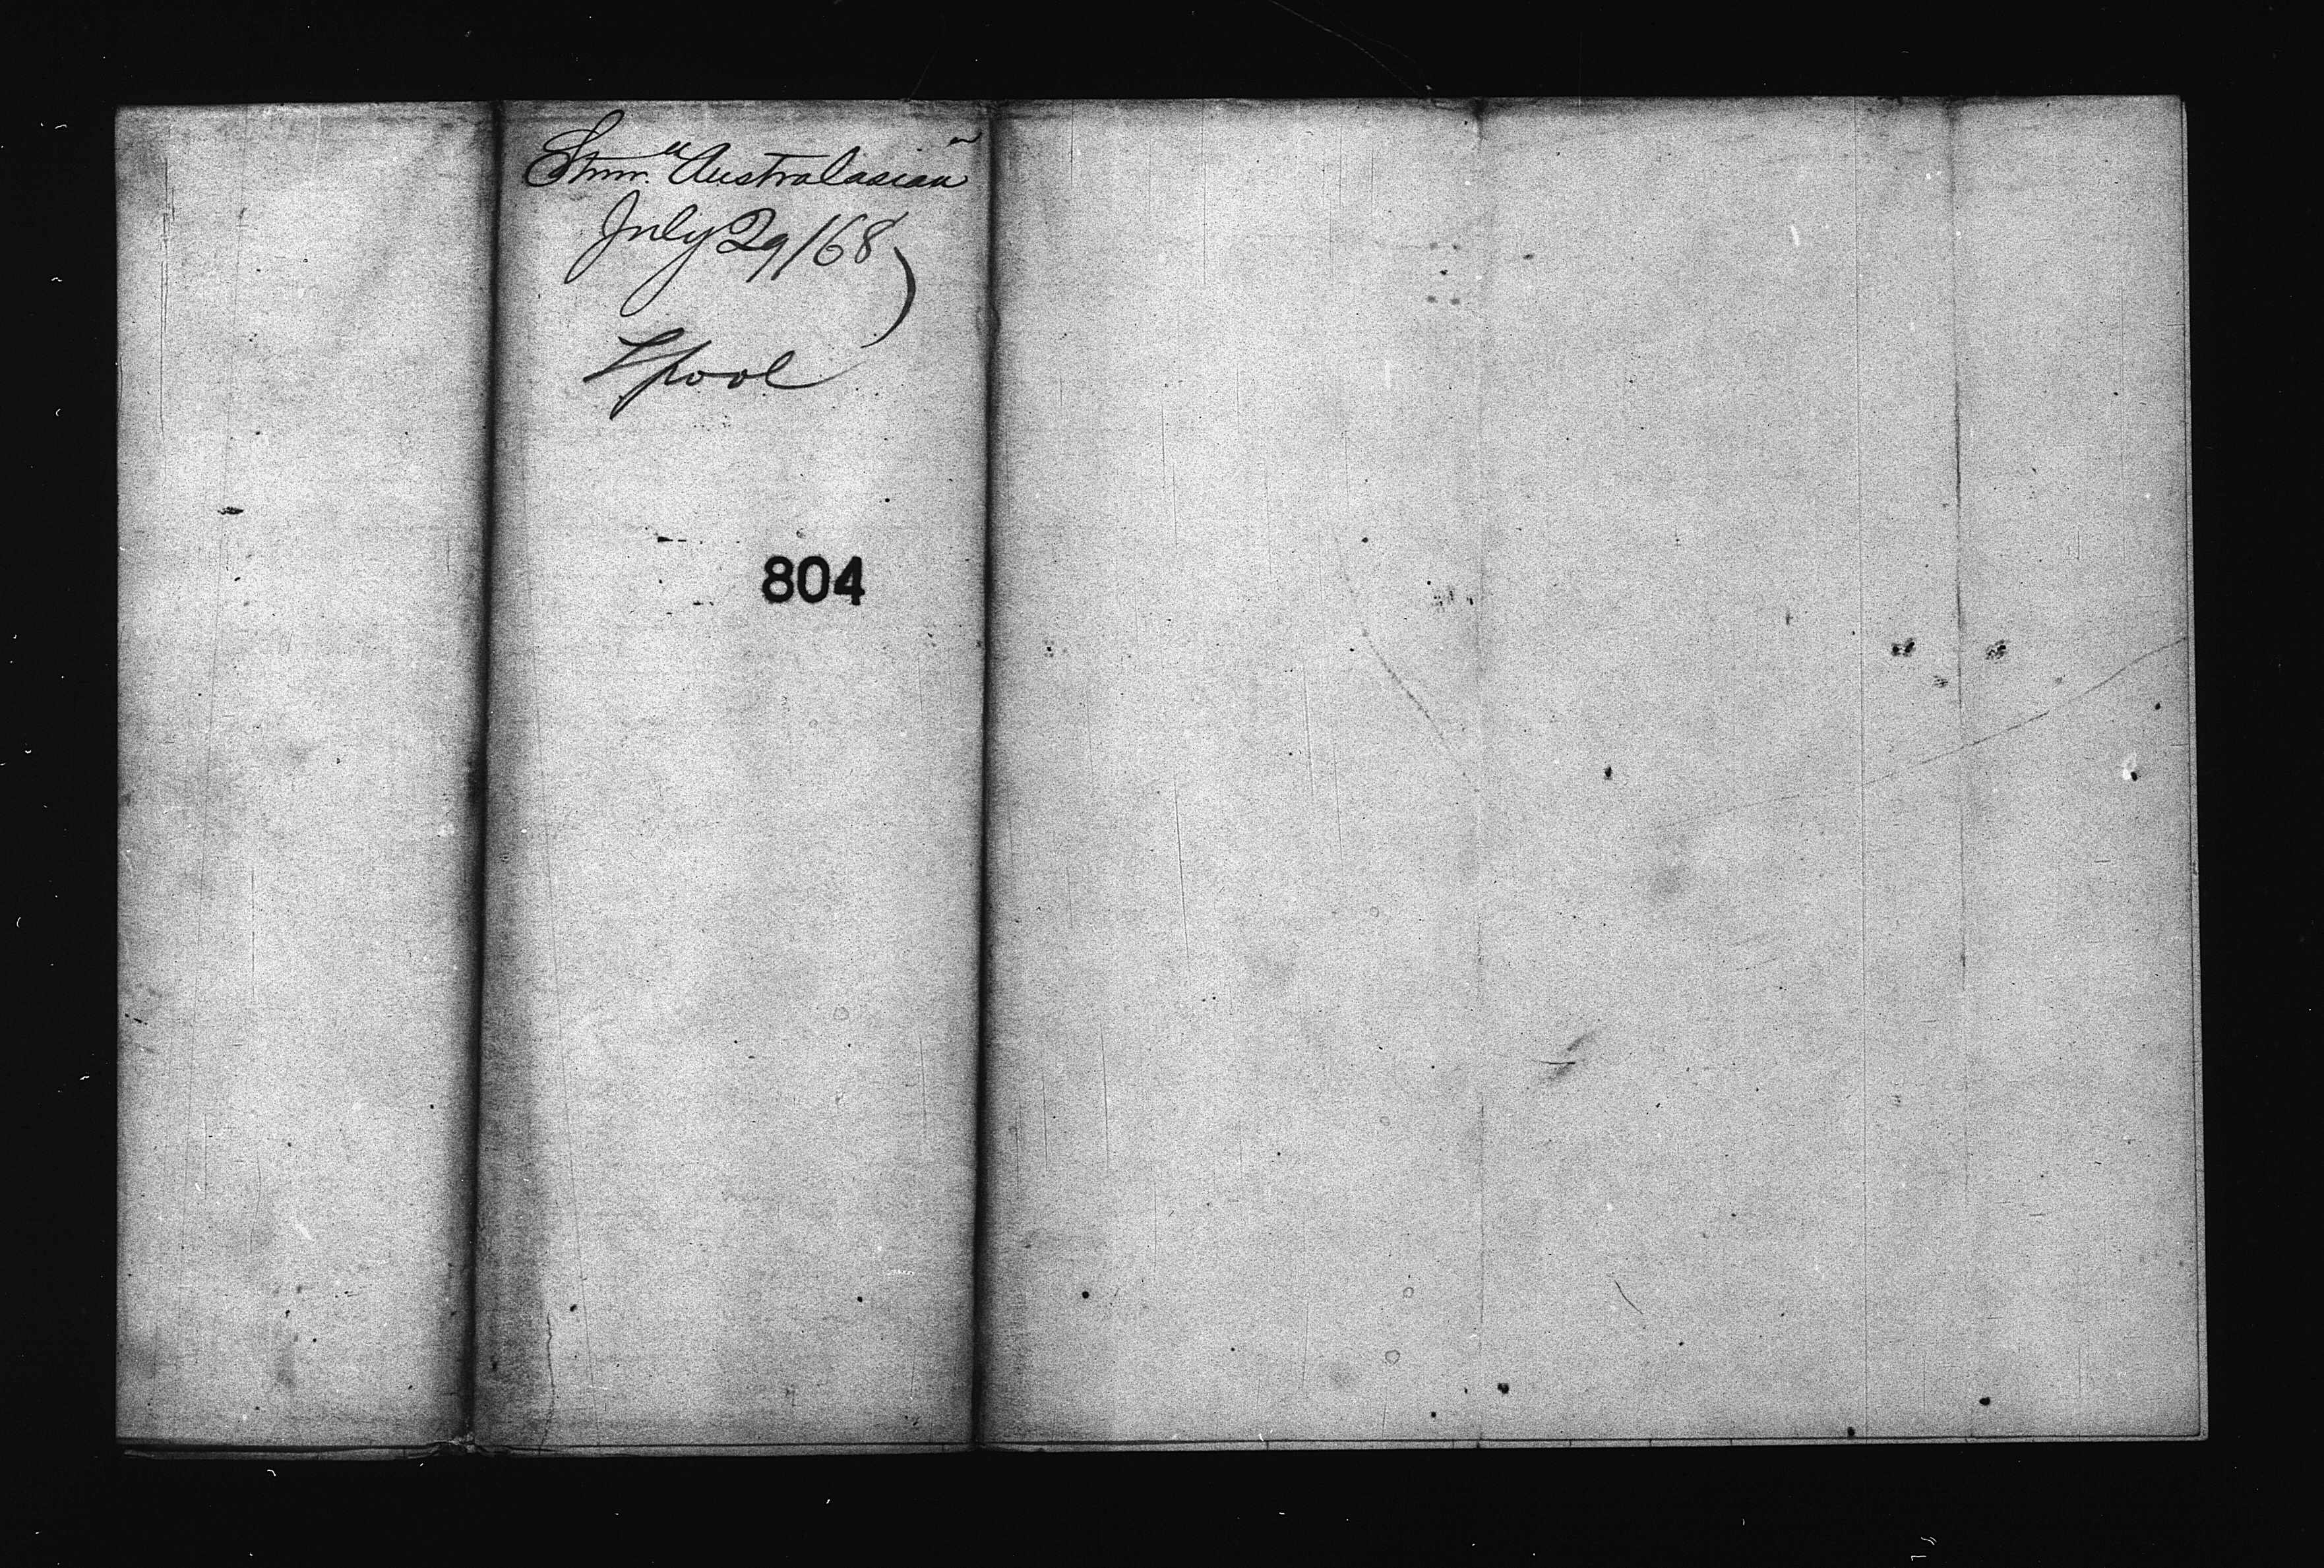 Stmr. "Australasian"
July 29/68
Lpool
804